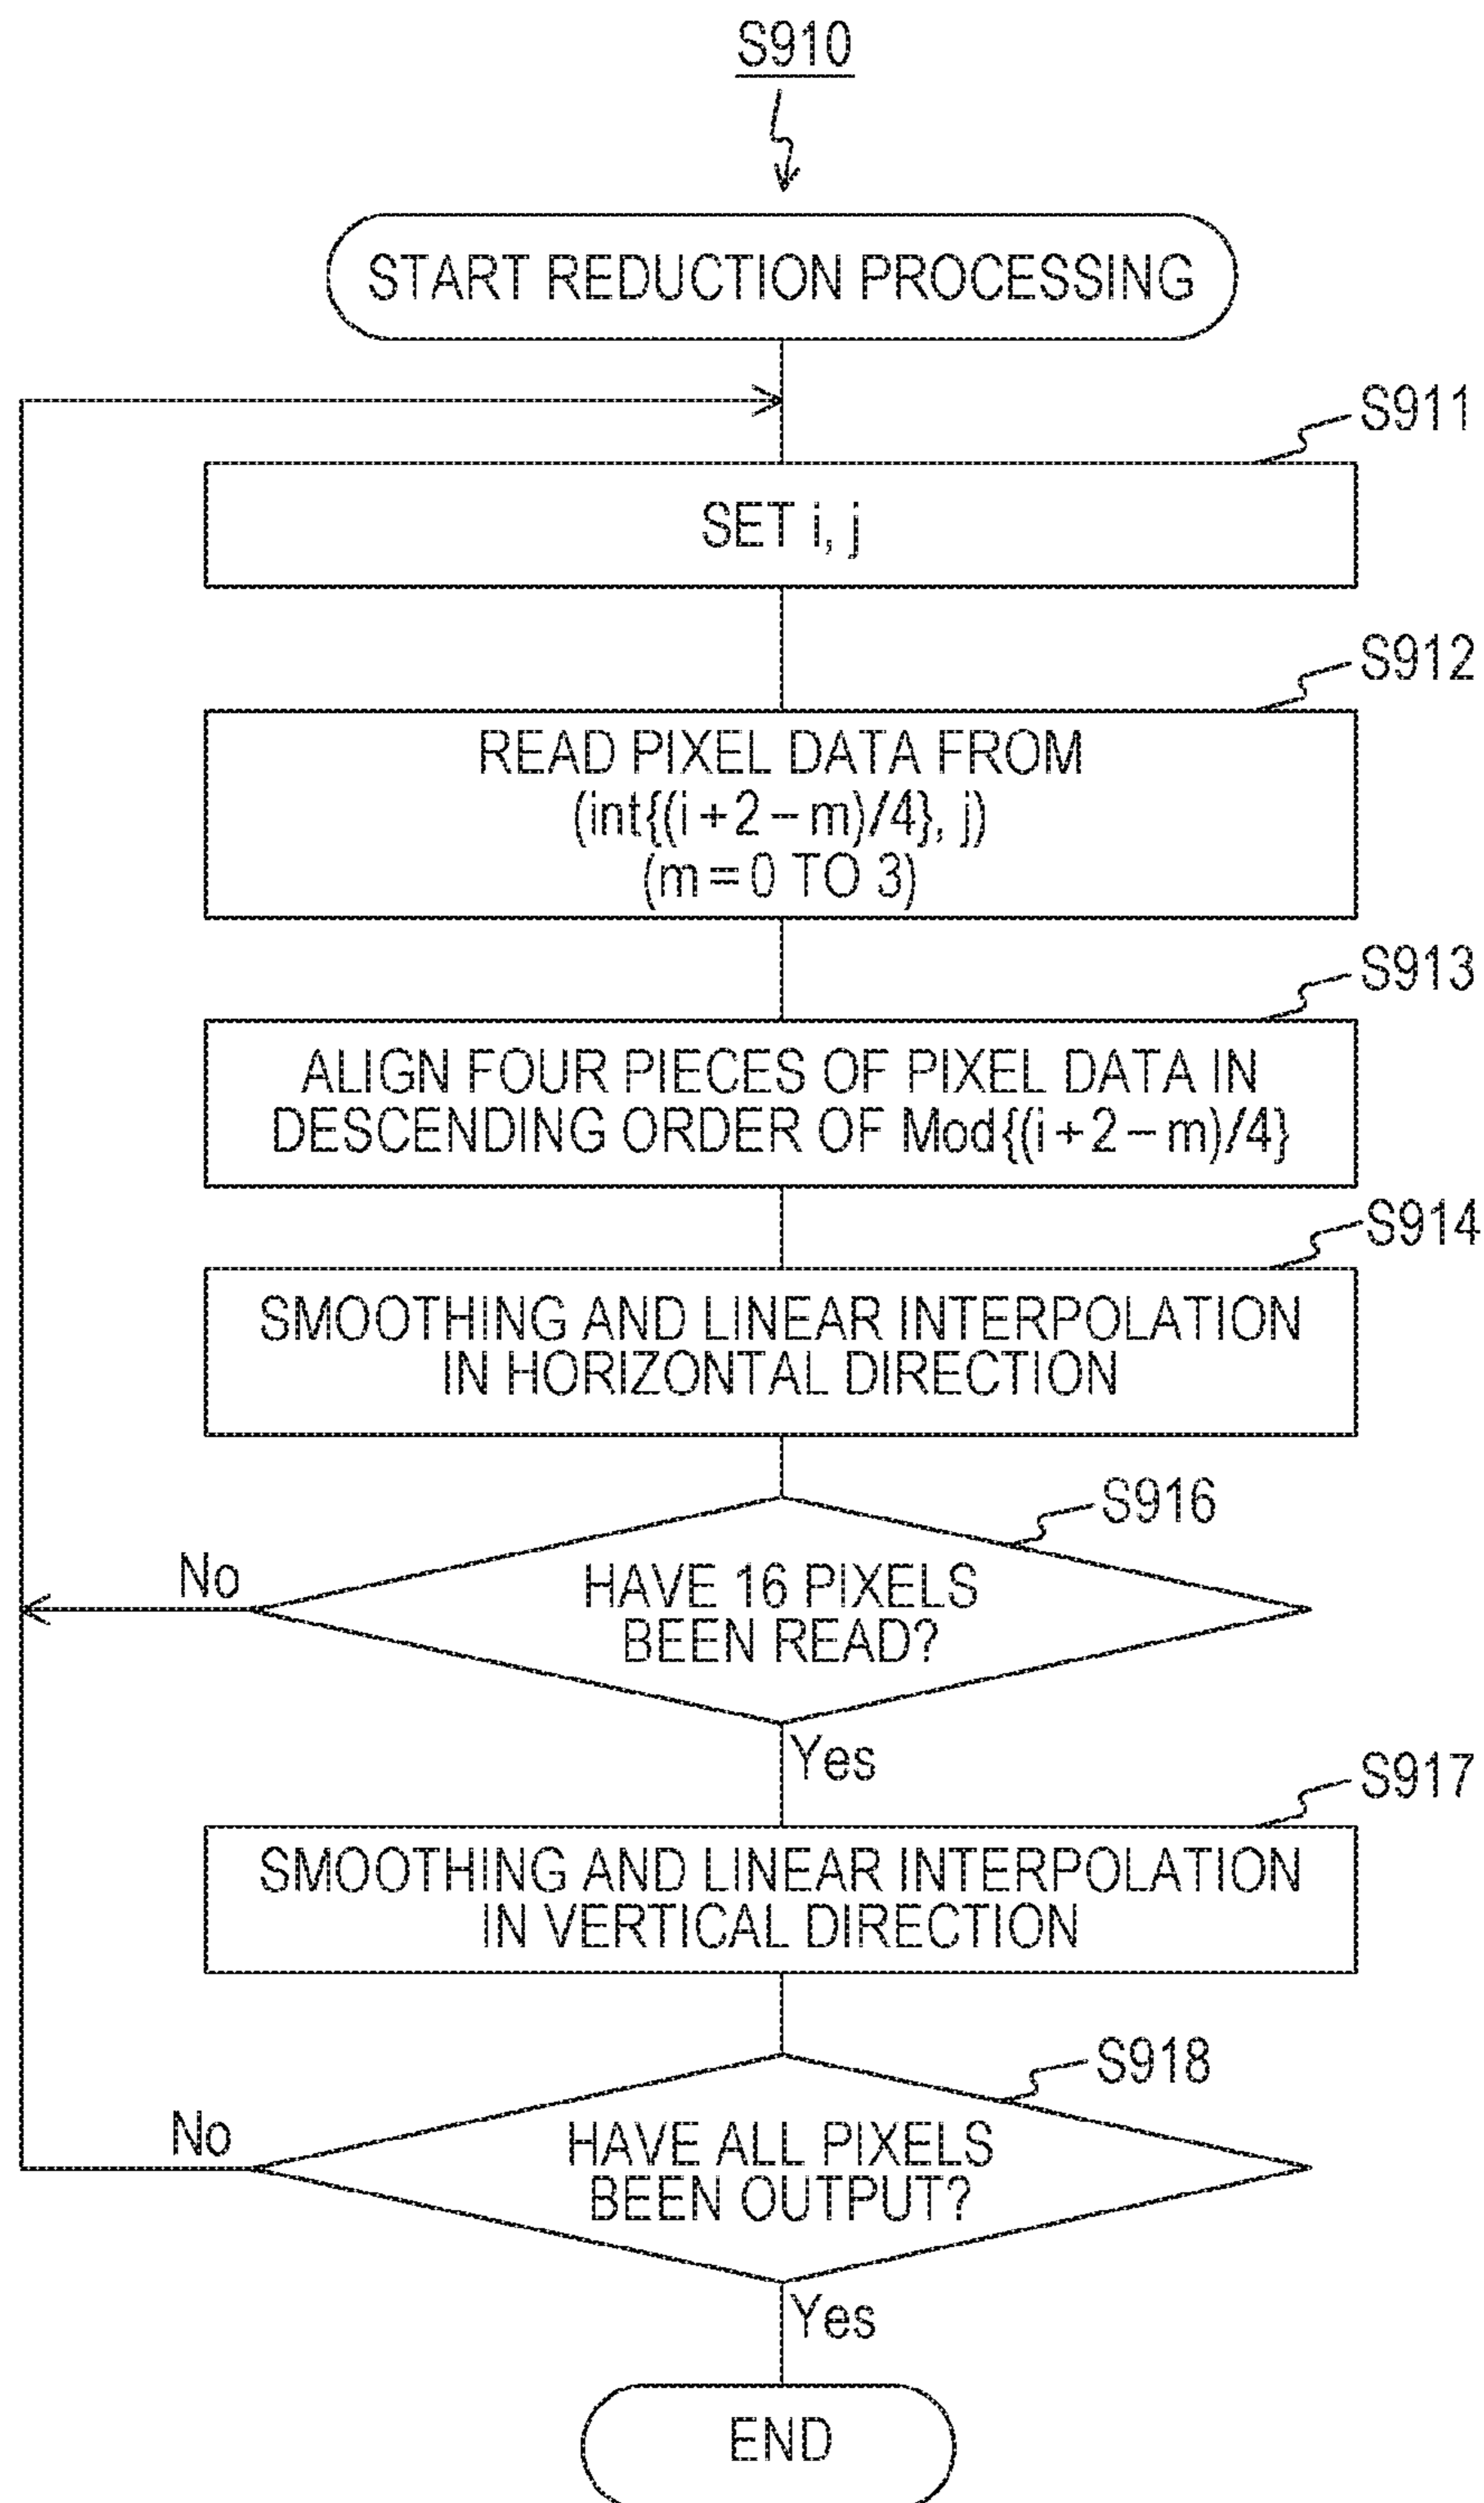 S910
START REDUCTION PROCESSING
S911
SET i, j
S912
READ PIXEL DATA FROM
(int{(i+2−m)/4}, j)
(m=0 TO 3)
S913
ALIGN FOUR PIECES OF PIXEL DATA IN
DESCENDING ORDER OF Mod{(i+2−m)/4}
S914
SMOOTHING AND LINEAR INTERPOLATION
IN HORIZONTAL DIRECTION
S916
No
HAVE 16 PIXELS
BEEN READ?
Yes
S917
SMOOTHING AND LINEAR INTERPOLATION
IN VERTICAL DIRECTION
S918
No
HAVE ALL PIXELS
BEEN OUTPUT?
Yes
END